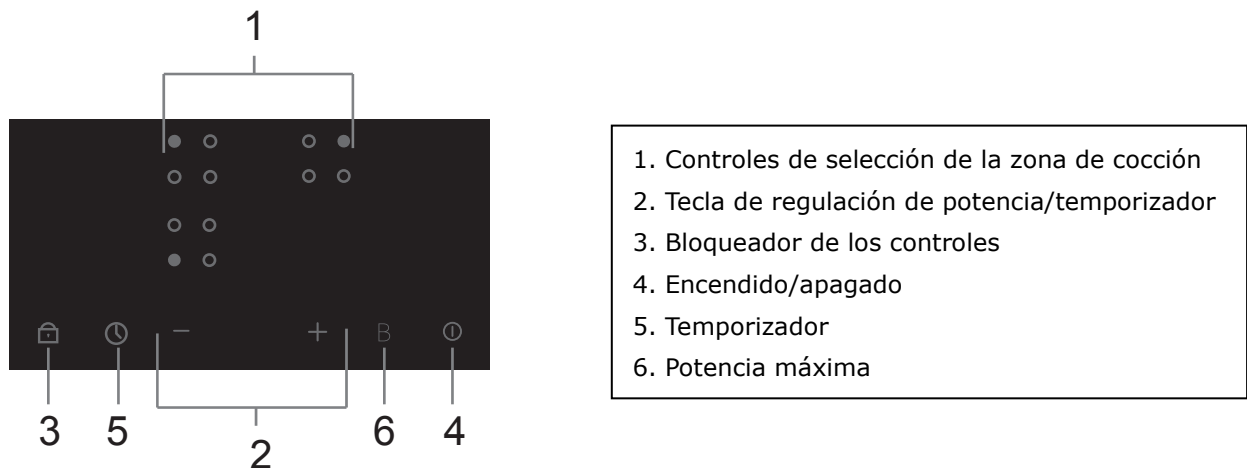 1
B
3
5
2
6
4
1. Controles de selección de la zona de cocción
2. Tecla de regulación de potencia/temporizador
3. Bloqueador de los controles
4. Encendido/apagado
5. Temporizador
6. Potencia máxima